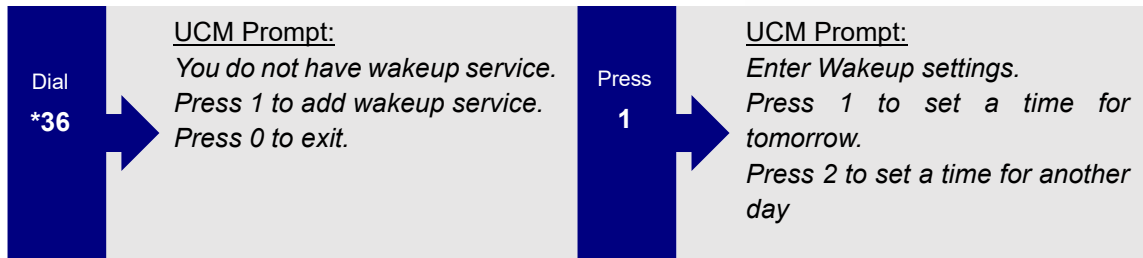 Dial
*36
UCM Prompt:
You do not have wakeup service.
Press 1 to add wakeup service.
Press 0 to exit.
Press
1
UCM Prompt:
Enter Wakeup settings.
Press 1 to set a time for
tomorrow.
Press 2 to set a time for another
day